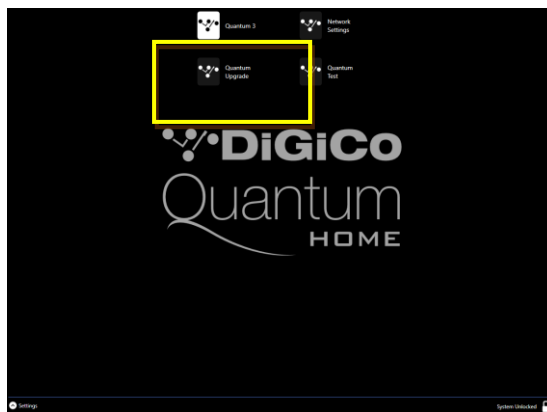 Quantum 3
Network
Settings
Quantum
Upgrade
Quantum
Test
DiGiCo
Quantum
HOME
Settings
System Unlocked